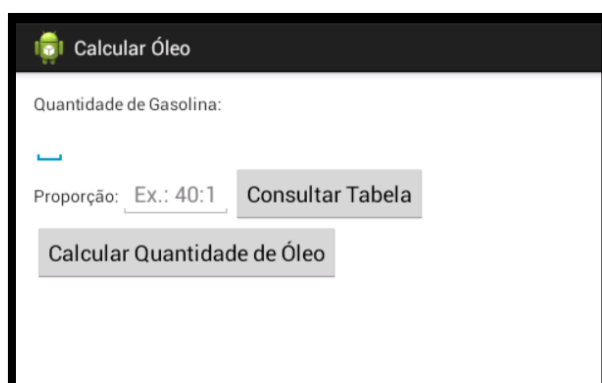 Calcular Óleo
Quantidade de Gasolina:
Proporção: Ex.: 40:1 Consultar Tabela
Calcular Quantidade de Óleo